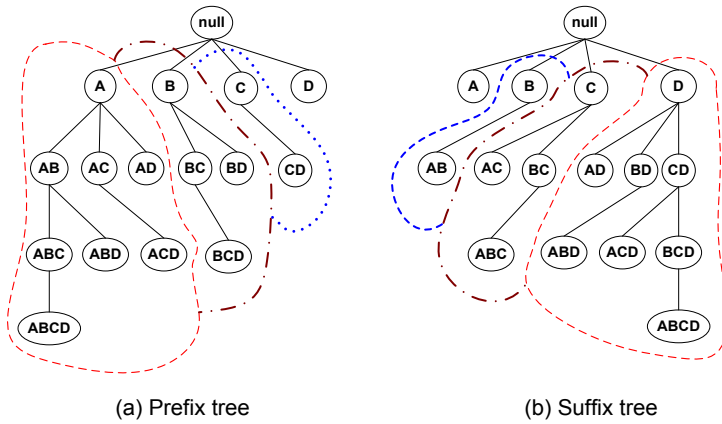 null
A
B
C
D
AB
AC
AD
BC
BD
CD
ABC
ABD
ACD
BCD
ABCD
(a) Prefix tree
null
A
B
C
D
AB
AC
BC
AD
BD
CD
ABC
ABD
ACD
BCD
ABCD
(b) Suffix tree